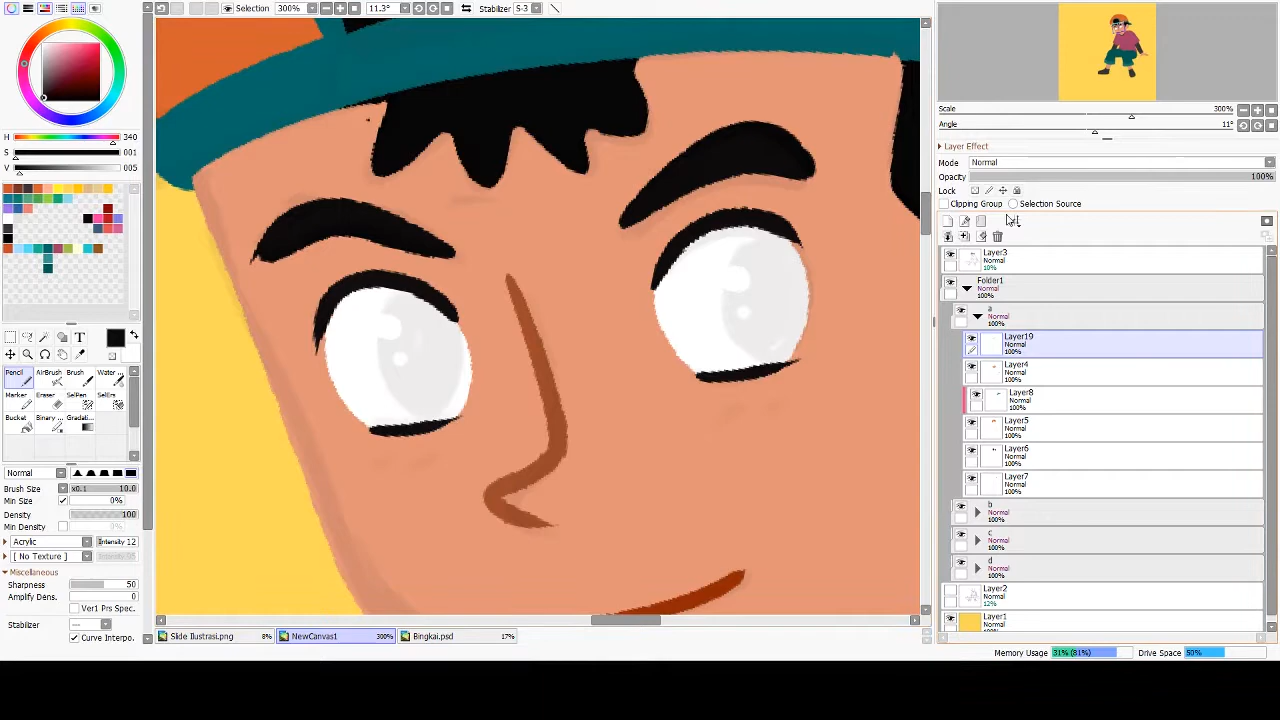 Selection 300% 11.3° Stabilizer S-3
Scale 300%
Angle 11°
Layer Effect
Mode Normal
Opacity 100%
Lock
Clipping Group Selection Source
H 340
S 001
V 005
T
Pencil AirBrush Brush Water ...
Marker Eraser SelPen SelErs
Bucket Binary ... Gradati...
Normal
Brush Size x0.1 10.0
Min Size 0%
Density 100
Min Density 0%
Acrylic Intensity 12
[ No Texture ]
Miscellaneous
Sharpness 50
Amplify Dens. 0
Ver1 Prs Spec.
Stabilizer ---
Curve Interpo.
Layer3
Normal
10%
Folder1
Normal
100%
a
Normal
100%
Layer19
Normal
100%
Layer4
Normal
100%
Layer8
Normal
100%
Layer5
Normal
100%
Layer6
Normal
100%
Layer7
Normal
100%
b
Normal
100%
c
Normal
100%
d
Normal
100%
Layer2
Normal
12%
Layer1
Normal
100%
Slide Ilustrasi.png 8% NewCanvas1 300% Bingkai.psd 17%
Memory Usage 31% (81%) Drive Space 50%